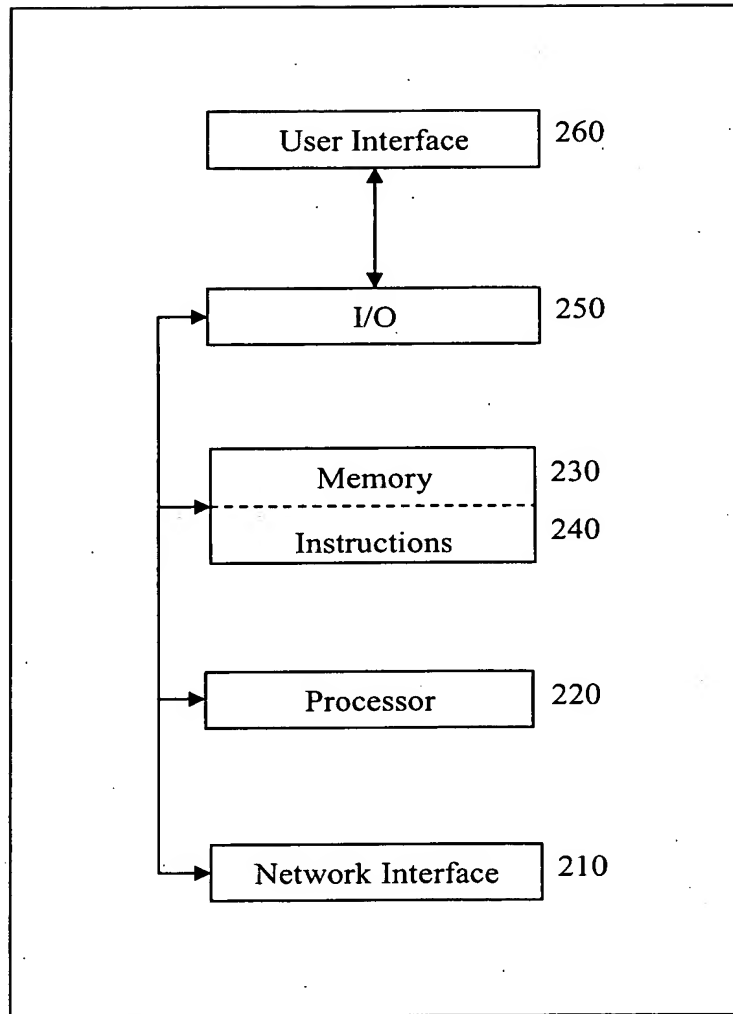 User Interface 260
I/O 250
Memory 230
Instructions 240
Processor 220
Network Interface 210